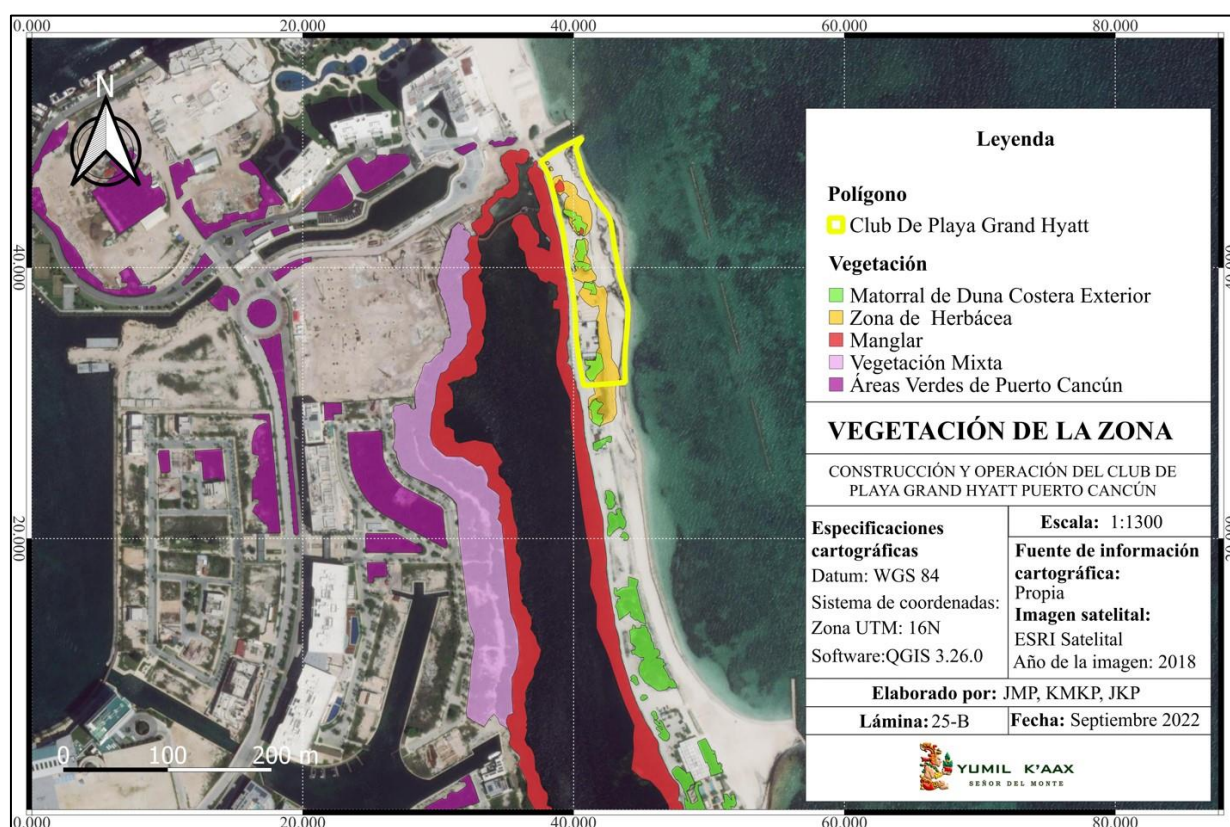 0.000 20.000 40.000 60.000 80.000
N
40.000
20.000
0 100 200 m
0.000 20.000 40.000 60.000 80.000
Leyenda
Polígono
Club De Playa Grand Hyatt
Vegetación
Matorral de Duna Costera Exterior
Zona de Herbácea
Manglar
Vegetación Mixta
Áreas Verdes de Puerto Cancún
VEGETACIÓN DE LA ZONA
CONSTRUCCIÓN Y OPERACIÓN DEL CLUB DE
PLAYA GRAND HYATT PUERTO CANCÚN
Especificaciones
cartográficas
Datum: WGS 84
Sistema de coordenadas:
Zona UTM: 16N
Software:QGIS 3.26.0
Escala: 1:1300
Fuente de información
cartográfica:
Propia
Imagen satelital:
ESRI Satelital
Año de la imagen: 2018
Elaborado por: JMP, KMKP, JKP
Lámina: 25-B
Fecha: Septiembre 2022
YUMIL K'AAX
SEÑOR DEL MONTE